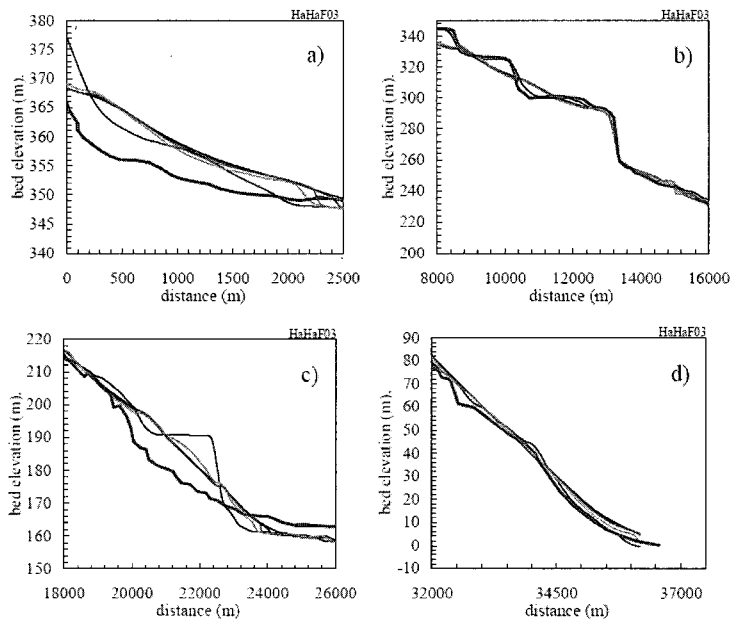 HaHaF03
HaHaF03
380
375
370
365
360
355
350
345
340
bed elevation (m).
a)
0 500 1000 1500 2000 2500
distance (m)
340
320
300
280
260
240
220
200
bed elevation (m).
b)
8000 10000 12000 14000 16000
distance (m)
HaHaF03
HaHaF03
220
210
200
190
180
170
160
150
bed elevation (m).
c)
18000 20000 22000 24000 26000
distance (m)
90
80
70
60
50
40
30
20
10
0
-10
bed elevation (m).
d)
32000 34500 37000
distance (m)